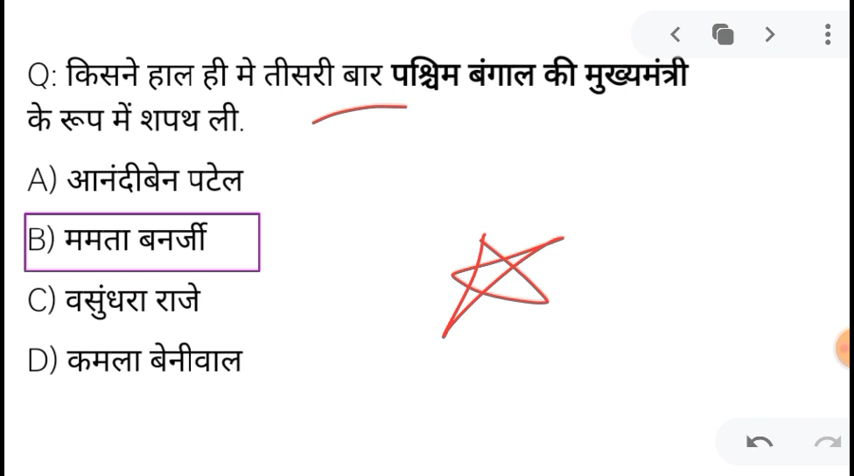 Q: किसने हाल ही मे तीसरी बार पश्चिम बंगाल की मुख्यमंत्री
के रूप में शपथ ली.
A) आनंदीबेन पटेल
B) ममता बनर्जी
C) वसुंधरा राजे
D) कमला बेनीवाल